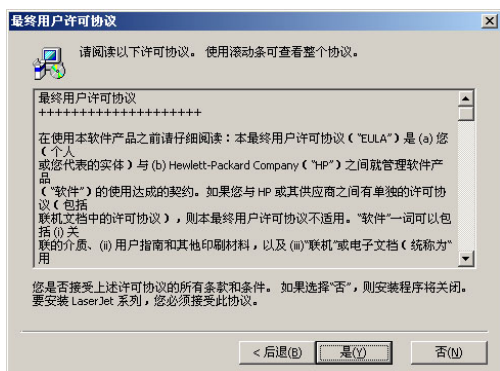 最终用户许可协议
请阅读以下许可协议。 使用滚动条可查看整个协议。
最终用户许可协议
++++++++++++++++++++
在使用本软件产品之前请仔细阅读：本最终用户许可协议（“EULA”）是 (a) 您
（个人
或您代表的实体）与 (b) Hewlett-Packard Company（“HP”）之间就管理软件产
品
（“软件”）的使用达成的契约。如果您与 HP 或其供应商之间有单独的许可协
议（包括
联机文档中的许可协议），则本最终用户许可协议不适用。“软件”一词可以包
括 (i) 关
联的介质、(ii) 用户指南和其他印刷材料，以及 (iii)“联机”或电子文档（统称为“
用
您是否接受上述许可协议的所有条款和条件。 如果选择“否”，则安装程序将关闭。
要安装 LaserJet 系列，您必须接受此协议。
< 后退(B)
是(Y)
否(N)